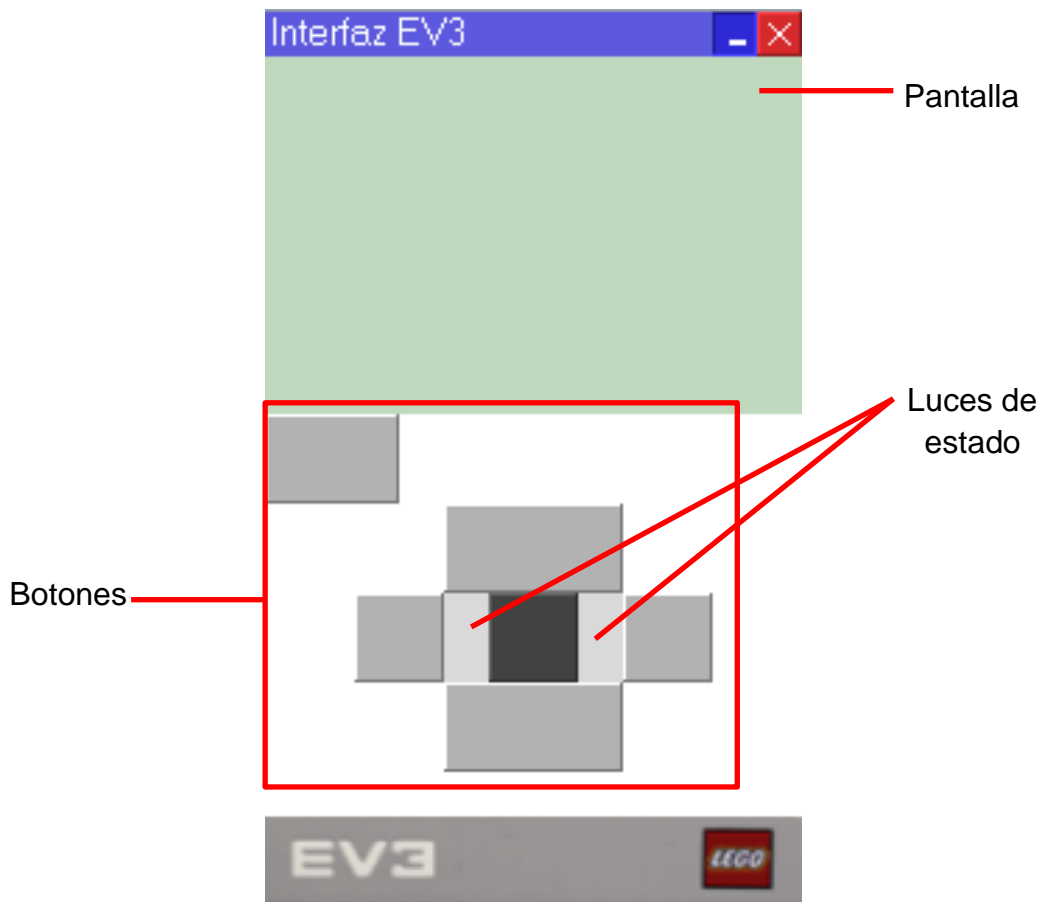 Interfaz EV3
Pantalla
Luces de
estado
Botones
EV3
LEGO